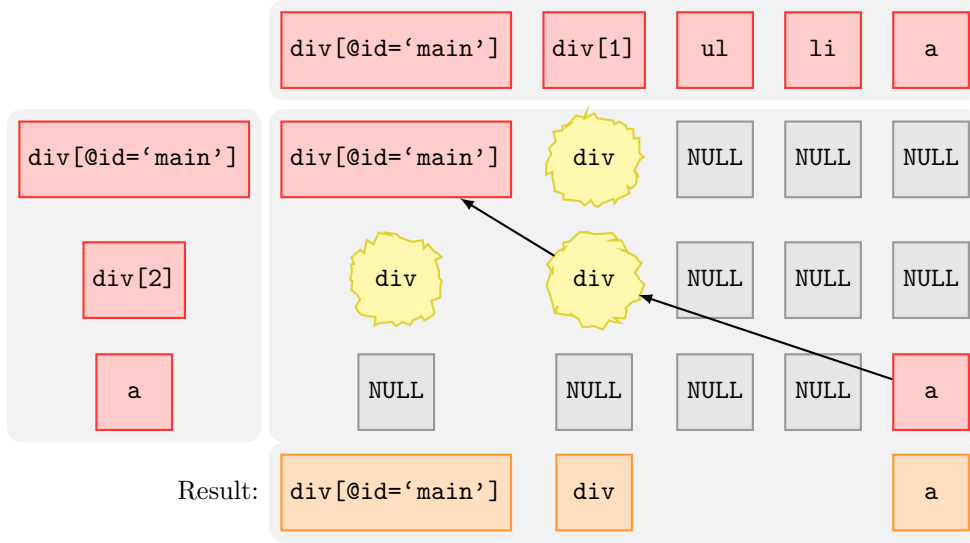 div[@id=‘main’] div[1] ul li a
div[@id=‘main’] div[@id=‘main’] div NULL NULL NULL
div[2] div div NULL NULL NULL
a NULL NULL NULL NULL a
Result: div[@id=‘main’] div a